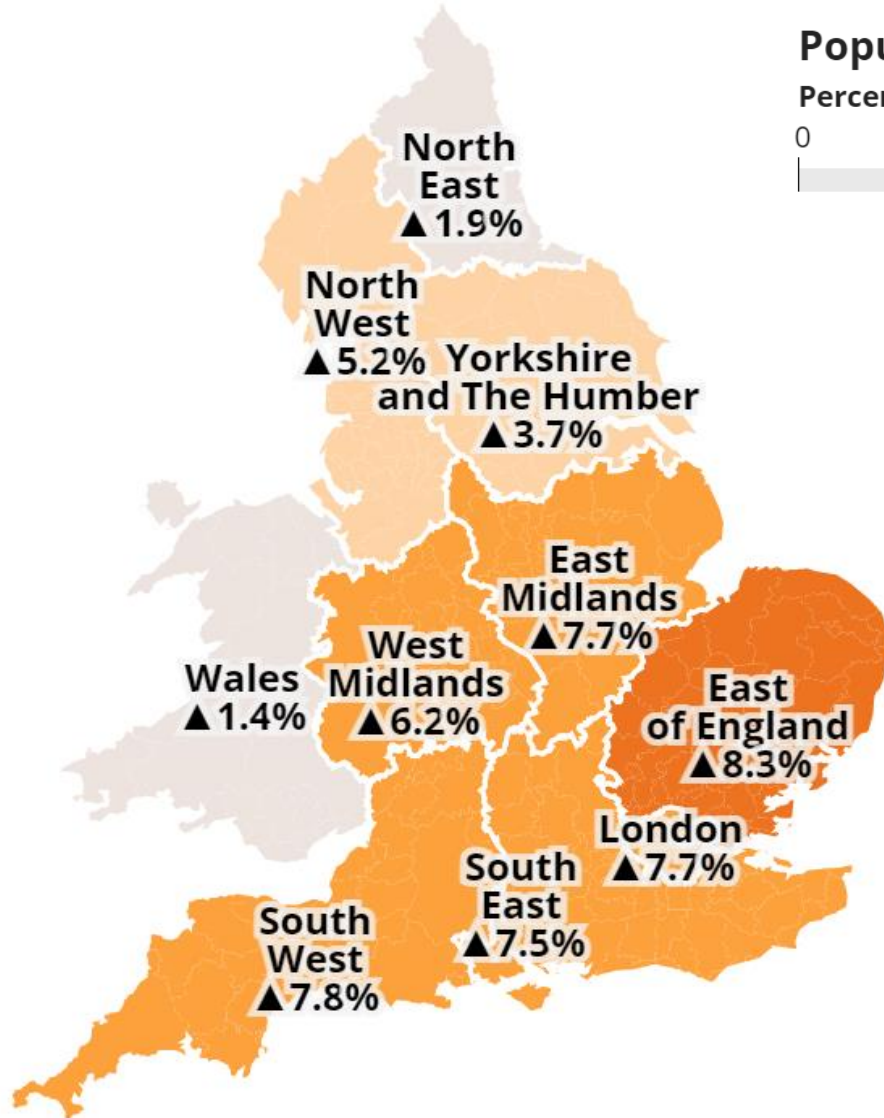 0
North
East
▲1.9%
North
West
▲5.2%
Yorkshire
and The Humber
▲3.7%
East
Midlands
▲7.7%
West
Midlands
▲6.2%
Wales
▲1.4%
East
of England
▲8.3%
London
▲7.7%
South
East
▲7.5%
South
West
▲7.8%